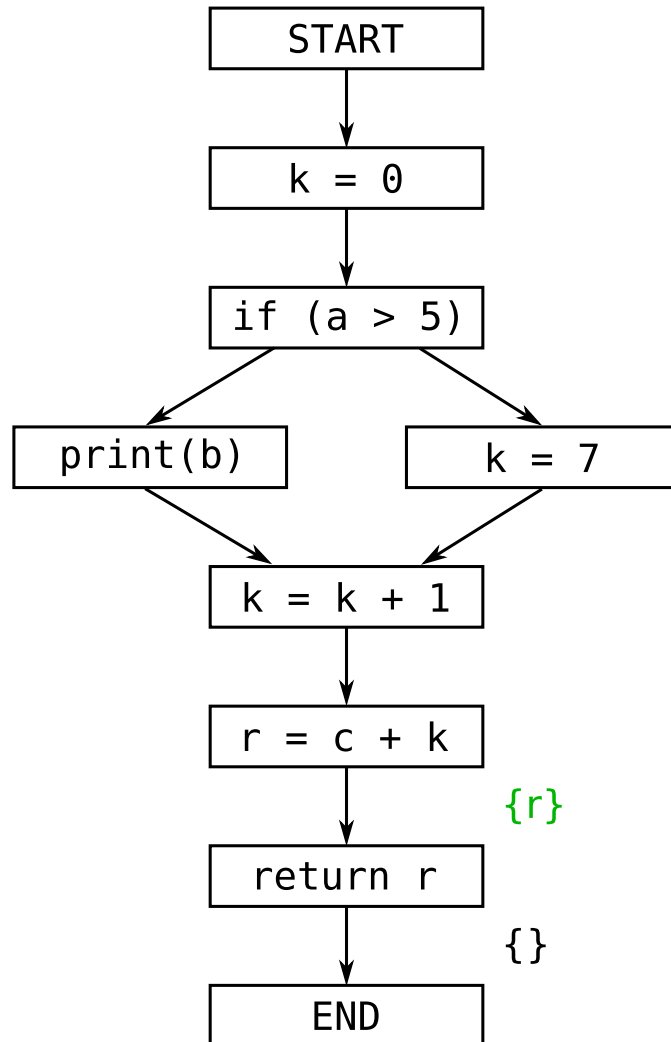 START
k = 0
if (a > 5)
print(b)
k = 7
k = k + 1
r = c + k
{r}
return r
{}
END